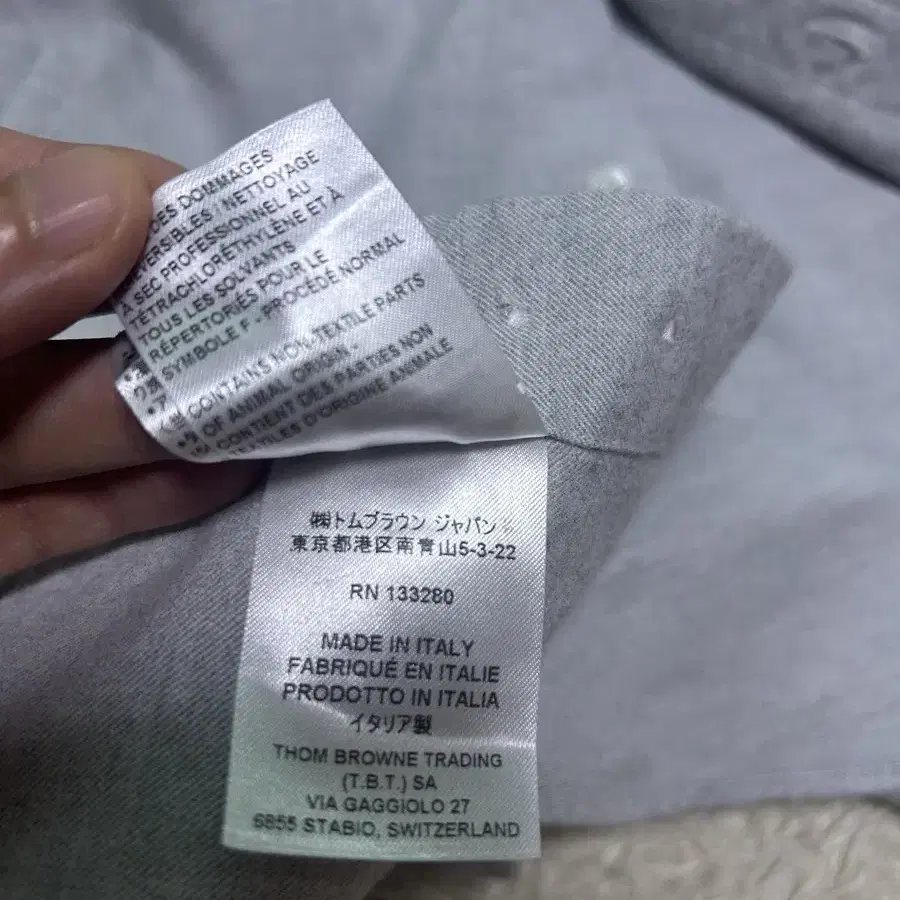 DES DOMMAGES
NETTOYAGE
À SEC PROFESSIONNEL AU
TÉTRACHLORÉTHYLÈNE ET À
TOUS LES SOLVANTS
RÉPERTORIÉS POUR LE
SYMBOLE F - PROCÉDÉ NORMAL
CONTAINS NON-TEXTILE PARTS
OF ANIMAL ORIGIN -
CONTIENT DES PARTIES NON
TEXTILES D'ORIGINE ANIMALE
㈱トムブラウン ジャパン
東京都港区南青山5-3-22
RN 133280
MADE IN ITALY
FABRIQUÉ EN ITALIE
PRODOTTO IN ITALIA
イタリア製
THOM BROWNE TRADING
(T.B.T.) SA
VIA GAGGIOLO 27
6855 STABIO, SWITZERLAND